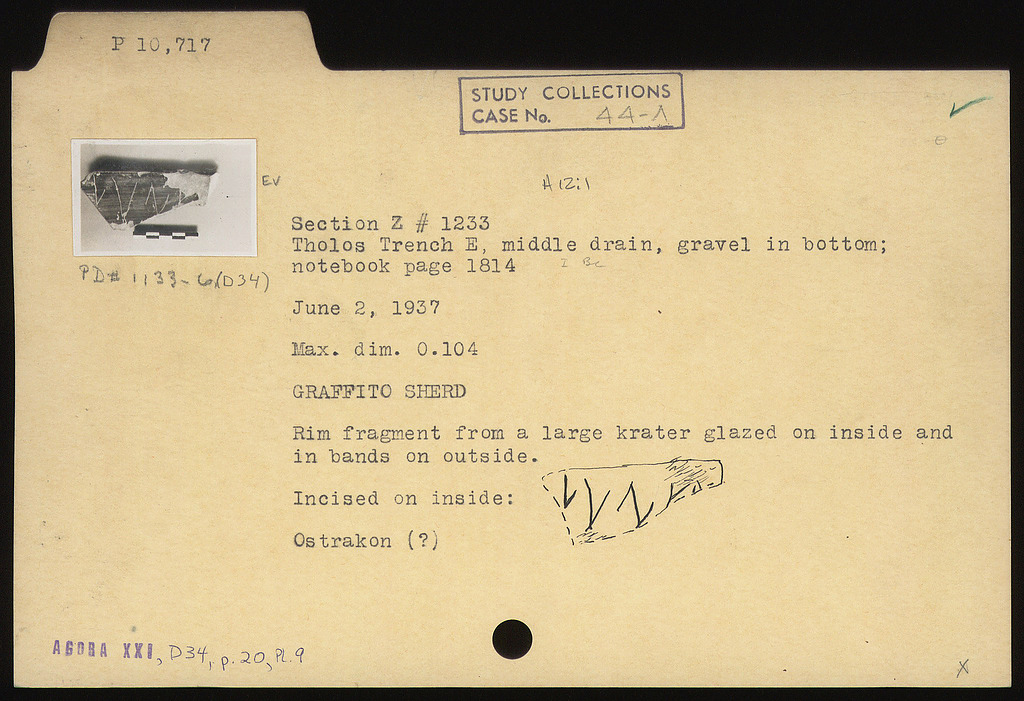 P 10,717
STUDY COLLECTIONS
CASE No. 44-A
EV
A 12:1
Section Z # 1233
Tholos Trench E, middle drain, gravel in bottom;
notebook page 1814 I BC
PD# 1133-6(D34)
June 2, 1937
Max. dim. 0.104
GRAFFITO SHERD
Rim fragment from a large krater glazed on inside and
in bands on outside.
Incised on inside:
Ostrakon (?)
AGORA XXI, D34, p.20, Pl.9
X